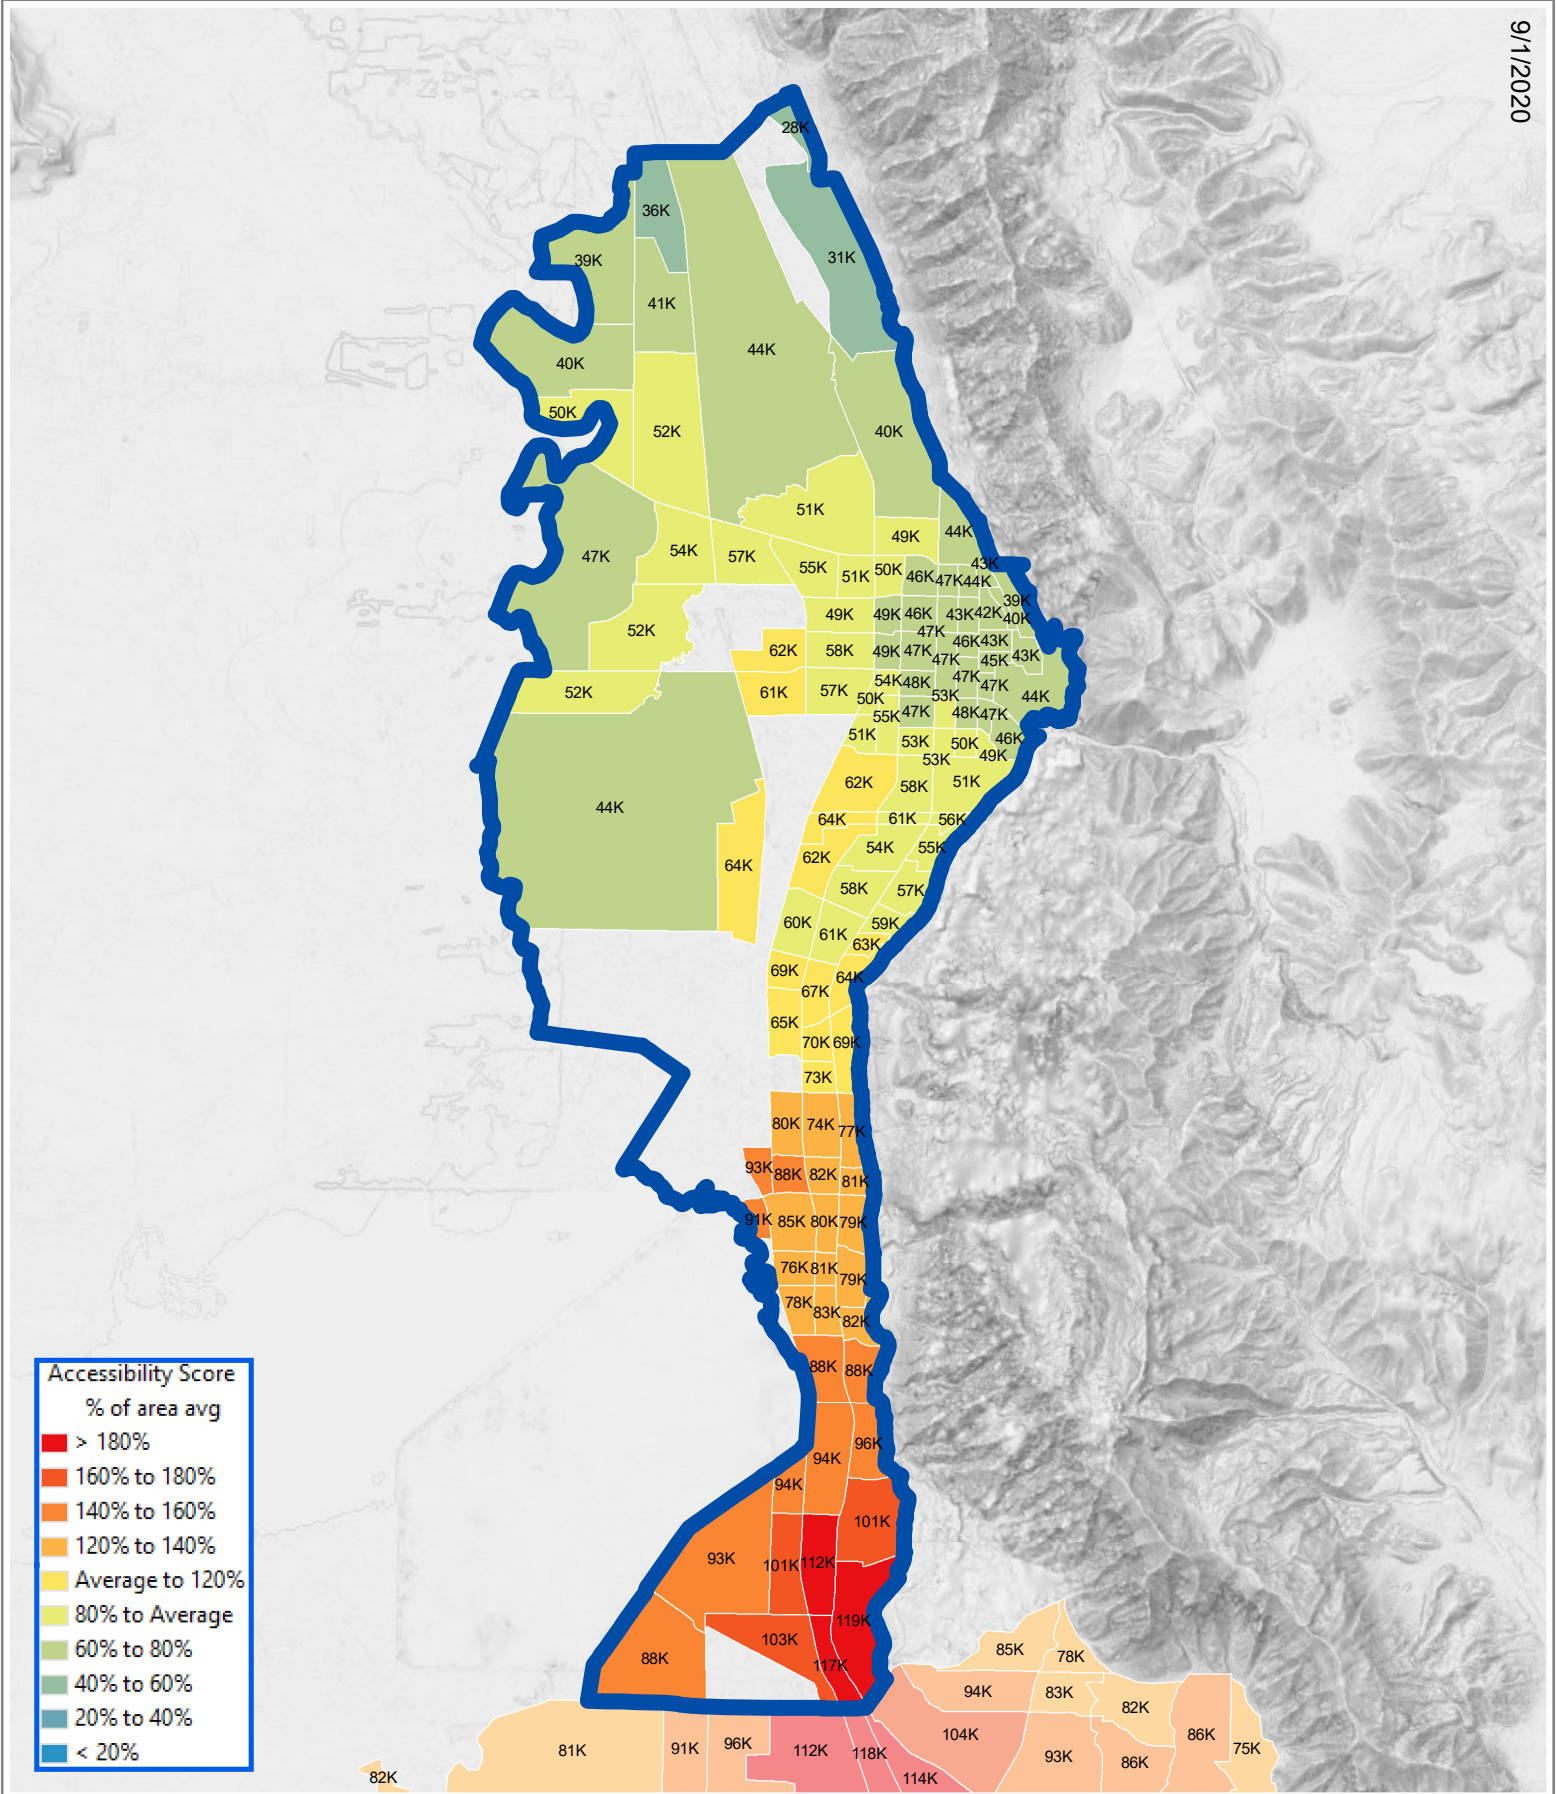 9/1/2020
28K
36K
31K
39K
41K
44K
40K
50K
52K
40K
51K
49K
44K
47K
54K
57K
55K
51K
50K
46K
47K
44K
43K
39K
40K
49K
49K
46K
43K
42K
47K
52K
62K
58K
49K
47K
46K
43K
47K
45K
43K
52K
61K
57K
54K
48K
47K
47K
44K
50K
53K
55K
47K
48K
47K
51K
53K
50K
46K
53K
49K
44K
62K
58K
51K
64K
61K
56K
64K
62K
54K
55K
58K
57K
60K
61K
59K
63K
69K
67K
64K
65K
70K
69K
73K
80K
74K
77K
93K
88K
82K
81K
91K
85K
80K
79K
76K
81K
79K
78K
83K
82K
88K
88K
94K
96K
94K
101K
93K
101K
112K
119K
103K
88K
117K
85K
78K
94K
83K
82K
104K
86K
81K
91K
96K
112K
118K
93K
86K
75K
82K
114K
Accessibility Score
% of area avg
> 180%
160% to 180%
140% to 160%
120% to 140%
Average to 120%
80% to Average
60% to 80%
40% to 60%
20% to 40%
< 20%